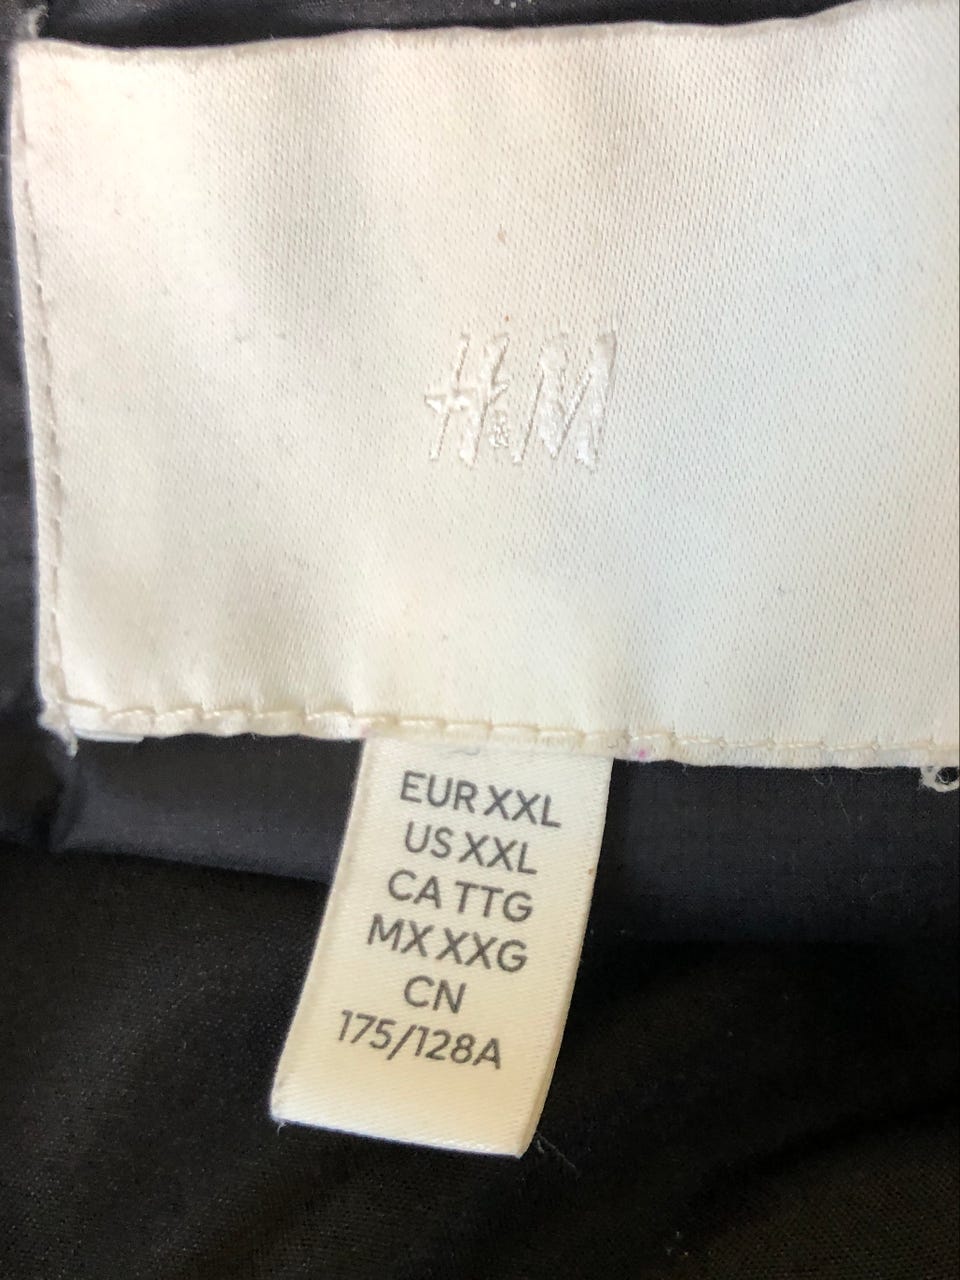 H&M
EUR XXL
US XXL
CA TTG
MX XXG
CN
175/128A